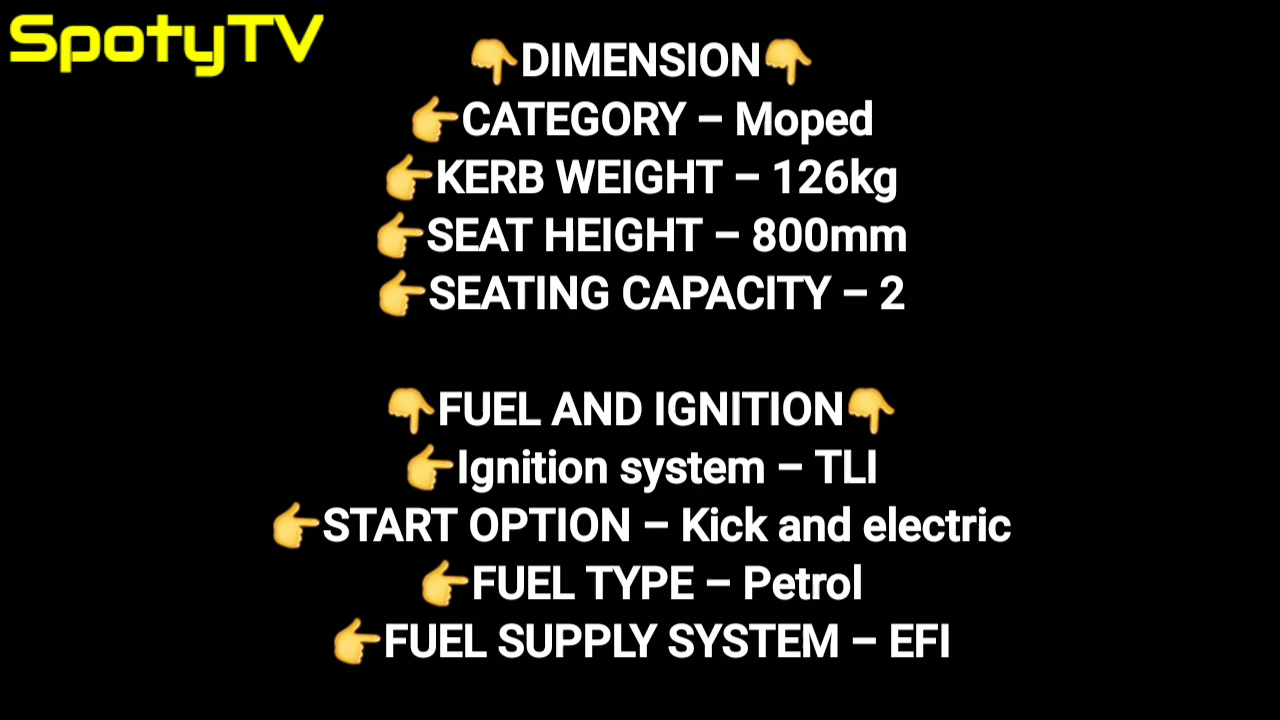 SpotyTV
👇DIMENSION👇
👉CATEGORY – Moped
👉KERB WEIGHT – 126kg
👉SEAT HEIGHT – 800mm
👉SEATING CAPACITY – 2
👇FUEL AND IGNITION👇
👉Ignition system – TLI
👉START OPTION – Kick and electric
👉FUEL TYPE – Petrol
👉FUEL SUPPLY SYSTEM – EFI